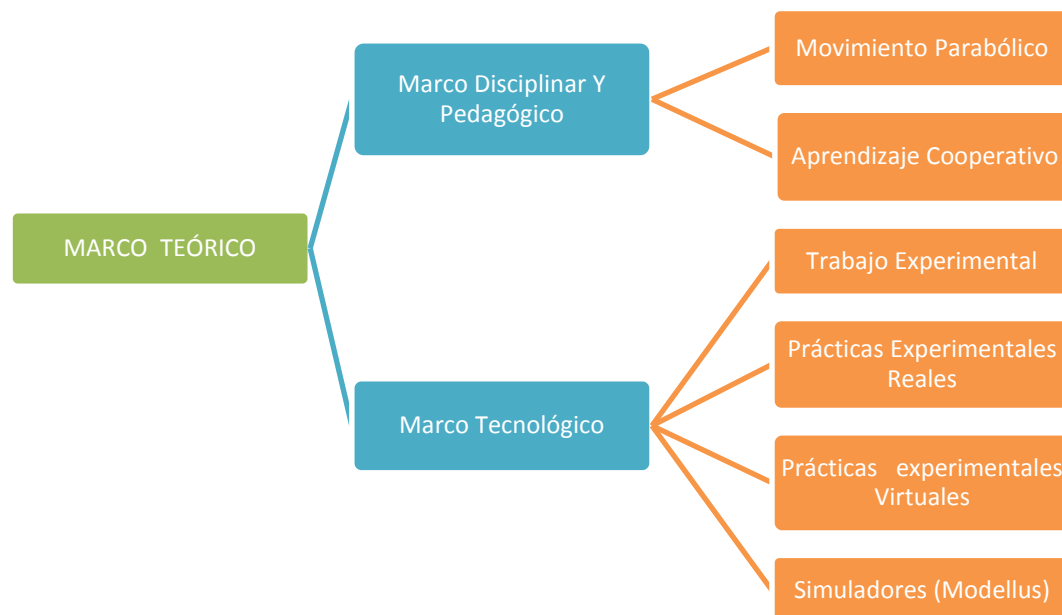 MARCO TEÓRICO
Marco Disciplinar Y
Pedagógico
Movimiento Parabólico
Aprendizaje Cooperativo
Marco Tecnológico
Trabajo Experimental
Prácticas Experimentales
Reales
Prácticas experimentales
Virtuales
Simuladores (Modellus)